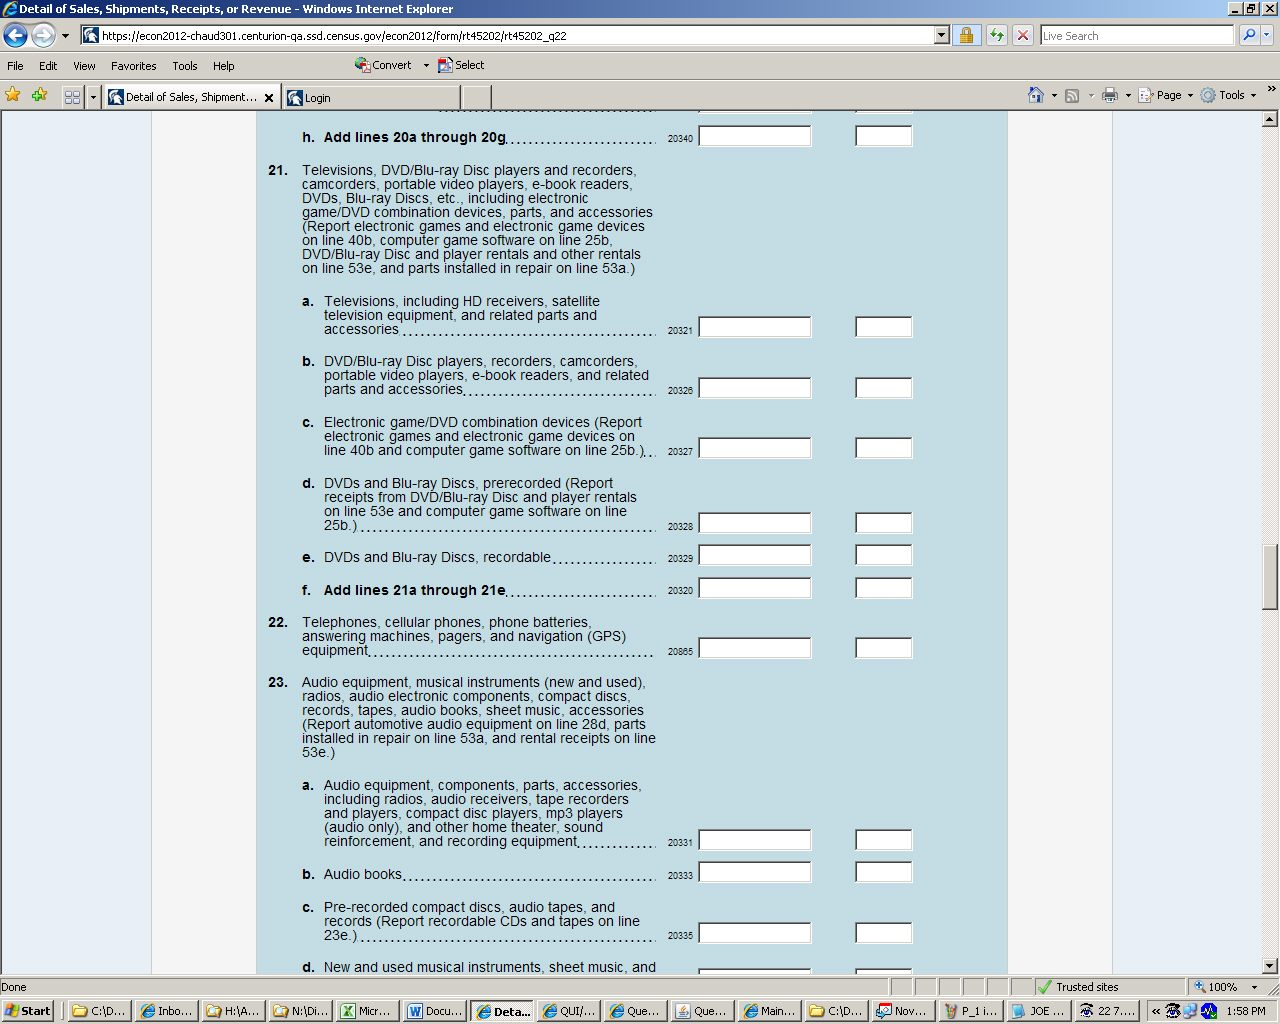 Detail of Sales, Shipments, Receipts, or Revenue - Windows Internet Explorer
https://econ2012-chaud301.centurion-qa.ssd.census.gov/econ2012/form/rt45202/rt45202_q22
Live Search
File Edit View Favorites Tools Help
Convert Select
Detail of Sales, Shipment... Login
Page Tools
h. Add lines 20a through 20g 20340
21. Televisions, DVD/Blu-ray Disc players and recorders,
camcorders, portable video players, e-book readers,
DVDs, Blu-ray Discs, etc., including electronic
game/DVD combination devices, parts, and accessories
(Report electronic games and electronic game devices
on line 40b, computer game software on line 25b,
DVD/Blu-ray Disc and player rentals and other rentals
on line 53e, and parts installed in repair on line 53a.)
a. Televisions, including HD receivers, satellite
television equipment, and related parts and
accessories 20321
b. DVD/Blu-ray Disc players, recorders, camcorders,
portable video players, e-book readers, and related
parts and accessories 20326
c. Electronic game/DVD combination devices (Report
electronic games and electronic game devices on
line 40b and computer game software on line 25b.) 20327
d. DVDs and Blu-ray Discs, prerecorded (Report
receipts from DVD/Blu-ray Disc and player rentals
on line 53e and computer game software on line
25b.) 20328
e. DVDs and Blu-ray Discs, recordable 20329
f. Add lines 21a through 21e 20320
22. Telephones, cellular phones, phone batteries,
answering machines, pagers, and navigation (GPS)
equipment 20865
23. Audio equipment, musical instruments (new and used),
radios, audio electronic components, compact discs,
records, tapes, audio books, sheet music, accessories
(Report automotive audio equipment on line 28d, parts
installed in repair on line 53a, and rental receipts on line
53e.)
a. Audio equipment, components, parts, accessories,
including radios, audio receivers, tape recorders
and players, compact disc players, mp3 players
(audio only), and other home theater, sound
reinforcement, and recording equipment 20331
b. Audio books 20333
c. Pre-recorded compact discs, audio tapes, and
records (Report recordable CDs and tapes on line
23e.) 20335
d. New and used musical instruments, sheet music, and
Done Trusted sites 100%
Start C:\D... Inbo... H:\A... N:\Di... Micr... Docu... Deta... QUI/... Que... Que... Main... C:\D... Nov... P_1 i... JOE ... 22 7.... 1:58 PM